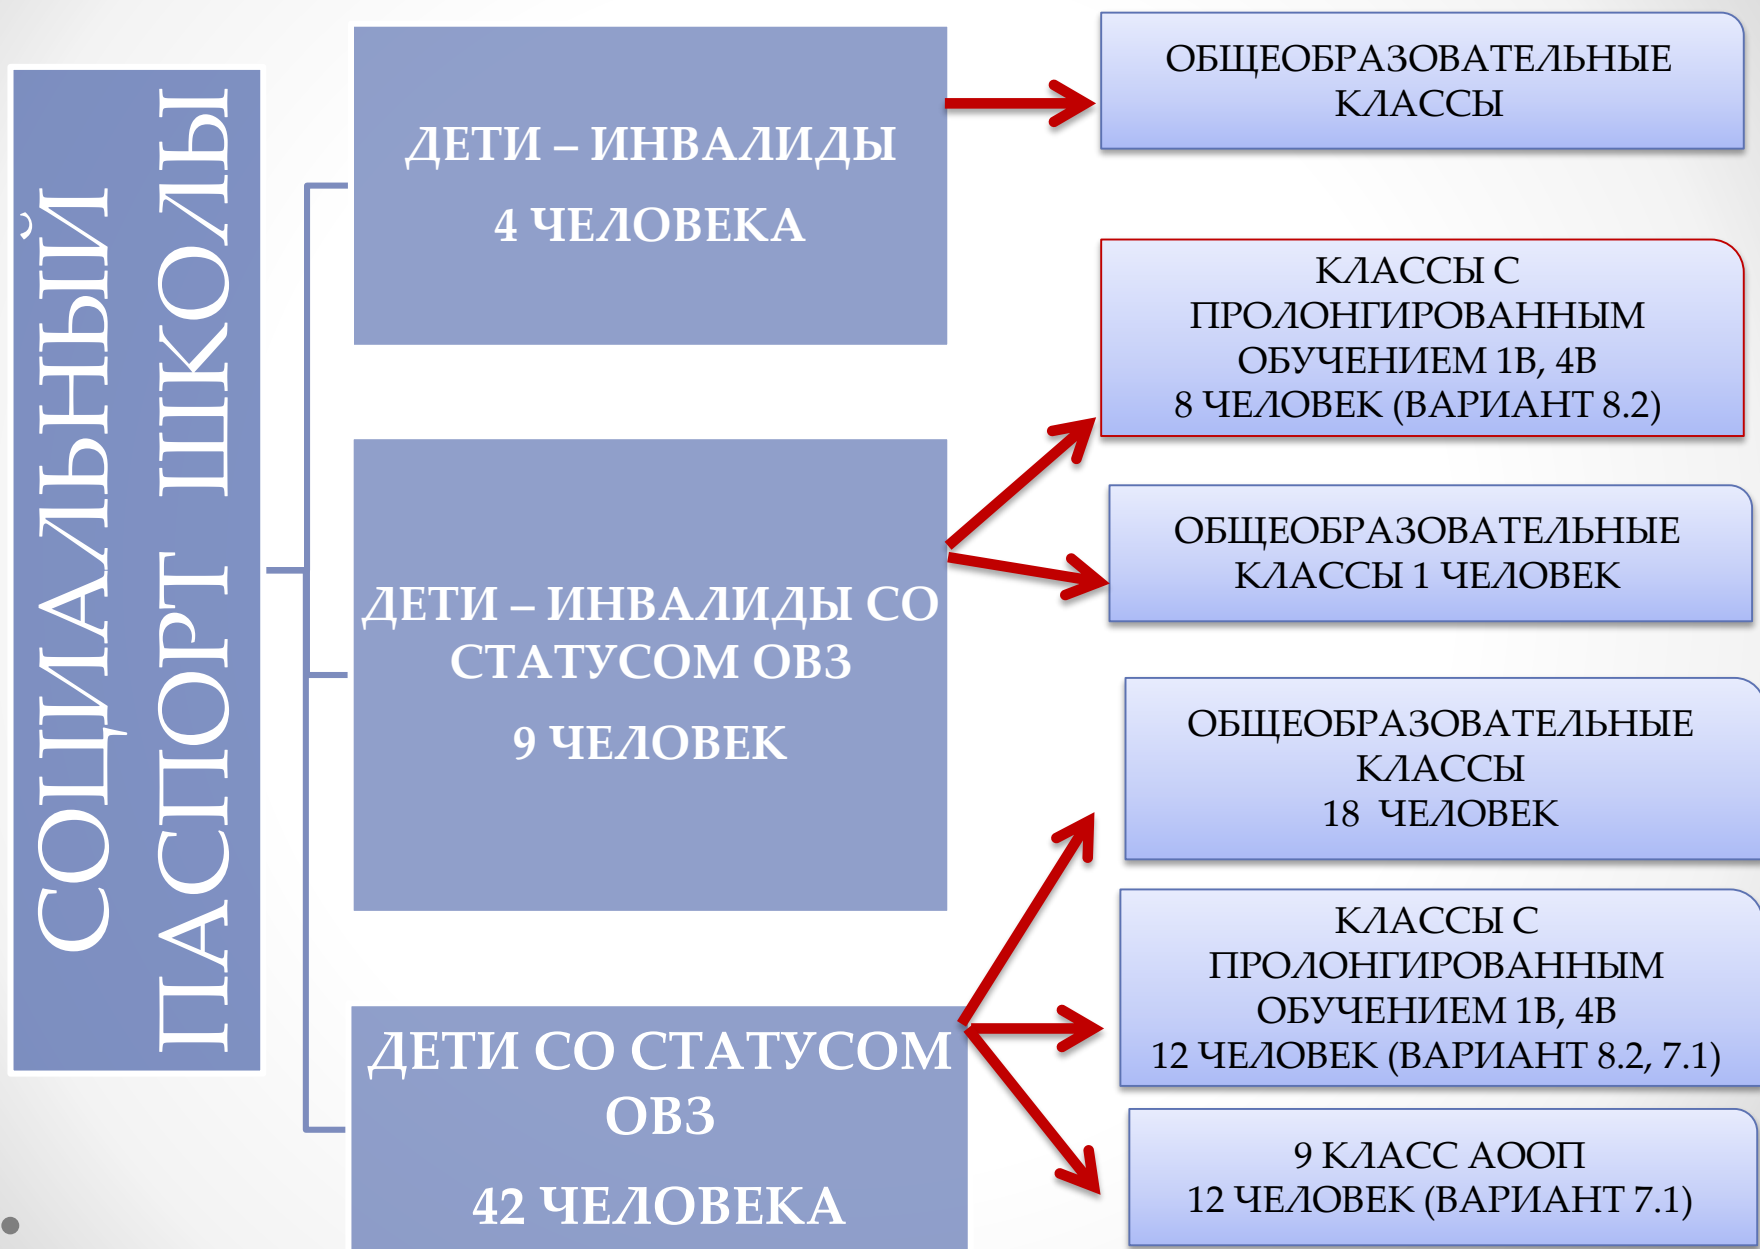 СОЦИАЛЬНЫЙ
ПАСПОРТ ШКОЛЫ
ДЕТИ – ИНВАЛИДЫ
4 ЧЕЛОВЕКА
ОБЩЕОБРАЗОВАТЕЛЬНЫЕ
КЛАССЫ
ДЕТИ – ИНВАЛИДЫ СО
СТАТУСОМ ОВЗ
9 ЧЕЛОВЕК
КЛАССЫ С
ПРОЛОНГИРОВАННЫМ
ОБУЧЕНИЕМ 1В, 4В
8 ЧЕЛОВЕК (ВАРИАНТ 8.2)
ОБЩЕОБРАЗОВАТЕЛЬНЫЕ
КЛАССЫ 1 ЧЕЛОВЕК
ДЕТИ СО СТАТУСОМ
ОВЗ
42 ЧЕЛОВЕКА
ОБЩЕОБРАЗОВАТЕЛЬНЫЕ
КЛАССЫ
18 ЧЕЛОВЕК
КЛАССЫ С
ПРОЛОНГИРОВАННЫМ
ОБУЧЕНИЕМ 1В, 4В
12 ЧЕЛОВЕК (ВАРИАНТ 8.2, 7.1)
9 КЛАСС АООП
12 ЧЕЛОВЕК (ВАРИАНТ 7.1)